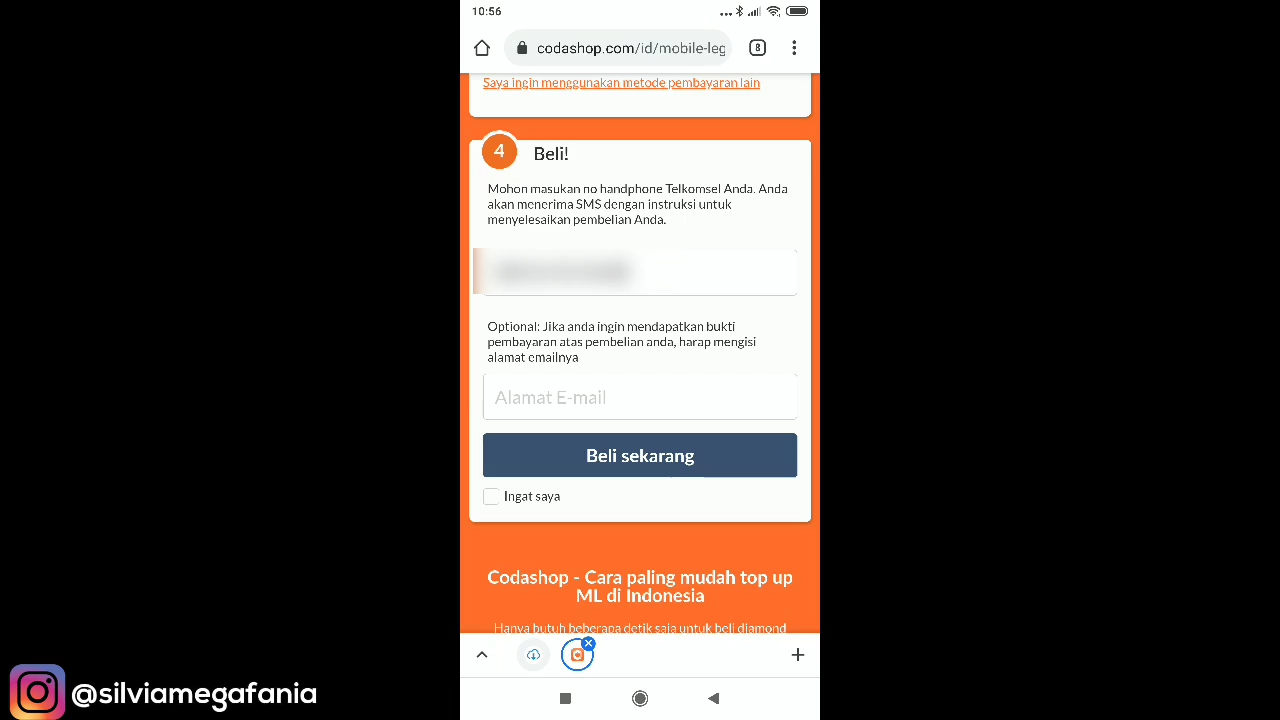 10:56
8
codashop.com/id/mobile-leg
Saya ingin menggunakan metode pembayaran lain
4
Beli!
Mohon masukan no handphone Telkomsel Anda. Anda
akan menerima SMS dengan instruksi untuk
menyelesaikan pembelian Anda.
Optional: Jika anda ingin mendapatkan bukti
pembayaran atas pembelian anda, harap mengisi
alamat emailnya
Alamat E-mail
Beli sekarang
Ingat saya
Codashop - Cara paling mudah top up
ML di Indonesia
Hanya butuh beberapa detik saja untuk beli diamond
@silviamegafania